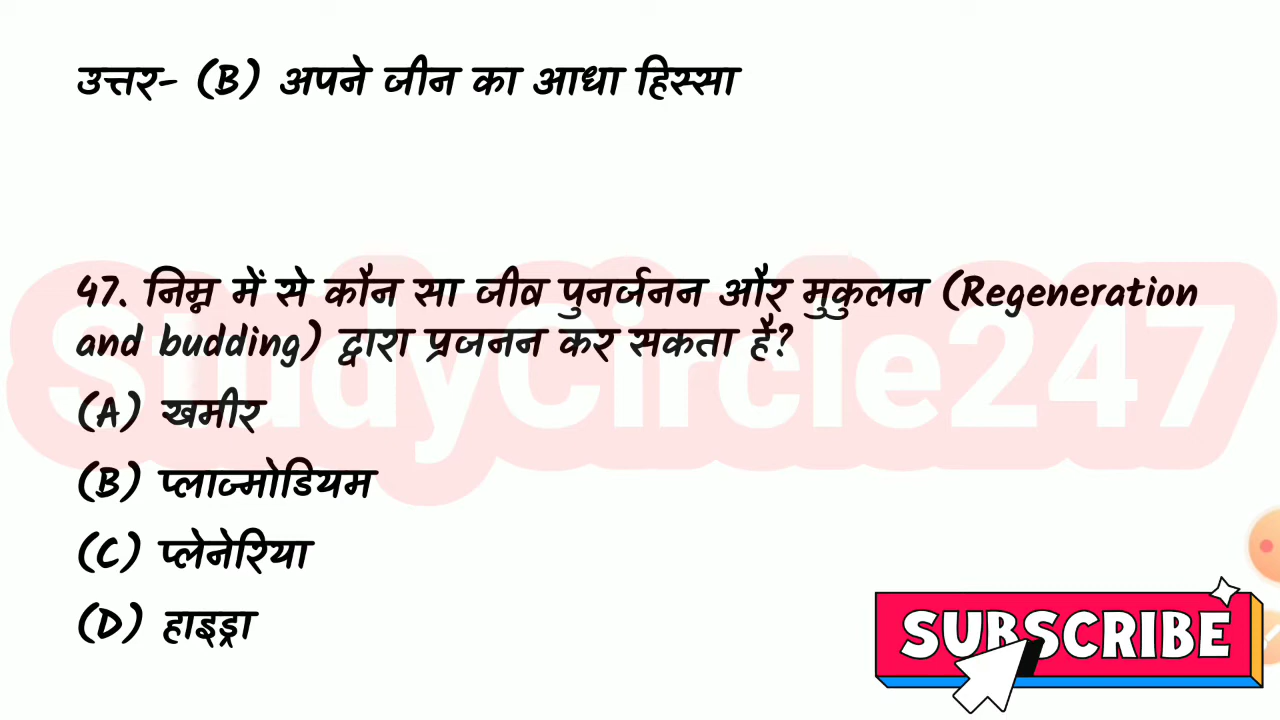 उत्तर- (B) अपने जीन का आधा हिस्सा
47. निम्न में से कौन सा जीव पुनर्जनन और मुकुलन (Regeneration
and budding) द्वारा प्रजनन कर सकता है?
(A) खमीर
(B) प्लाज्मोडियम
(C) प्लेनेरिया
(D) हाइड्रा
StudyCircle247
SUBSCRIBE